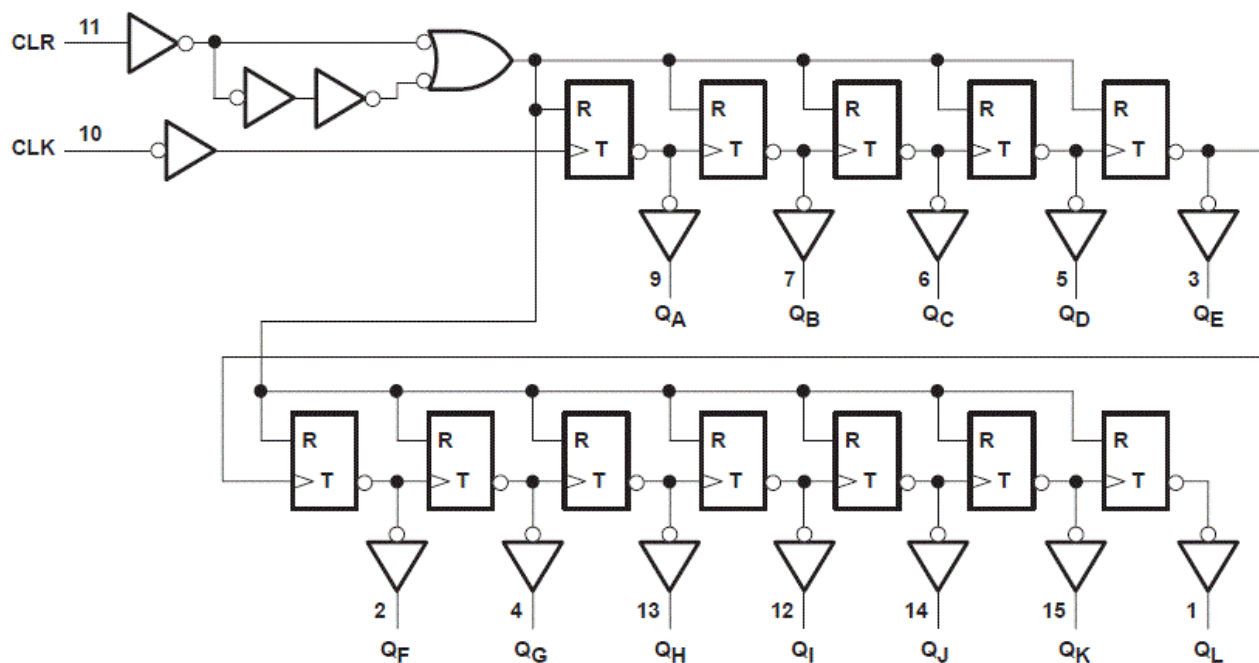 CLR 11
CLK 10
R R R R R
T T T T T
9 7 6 5 3
QA QB QC QD QE
R R R R R R R
T T T T T T T
2 4 13 12 14 15 1
QF QG QH QI QJ QK QL